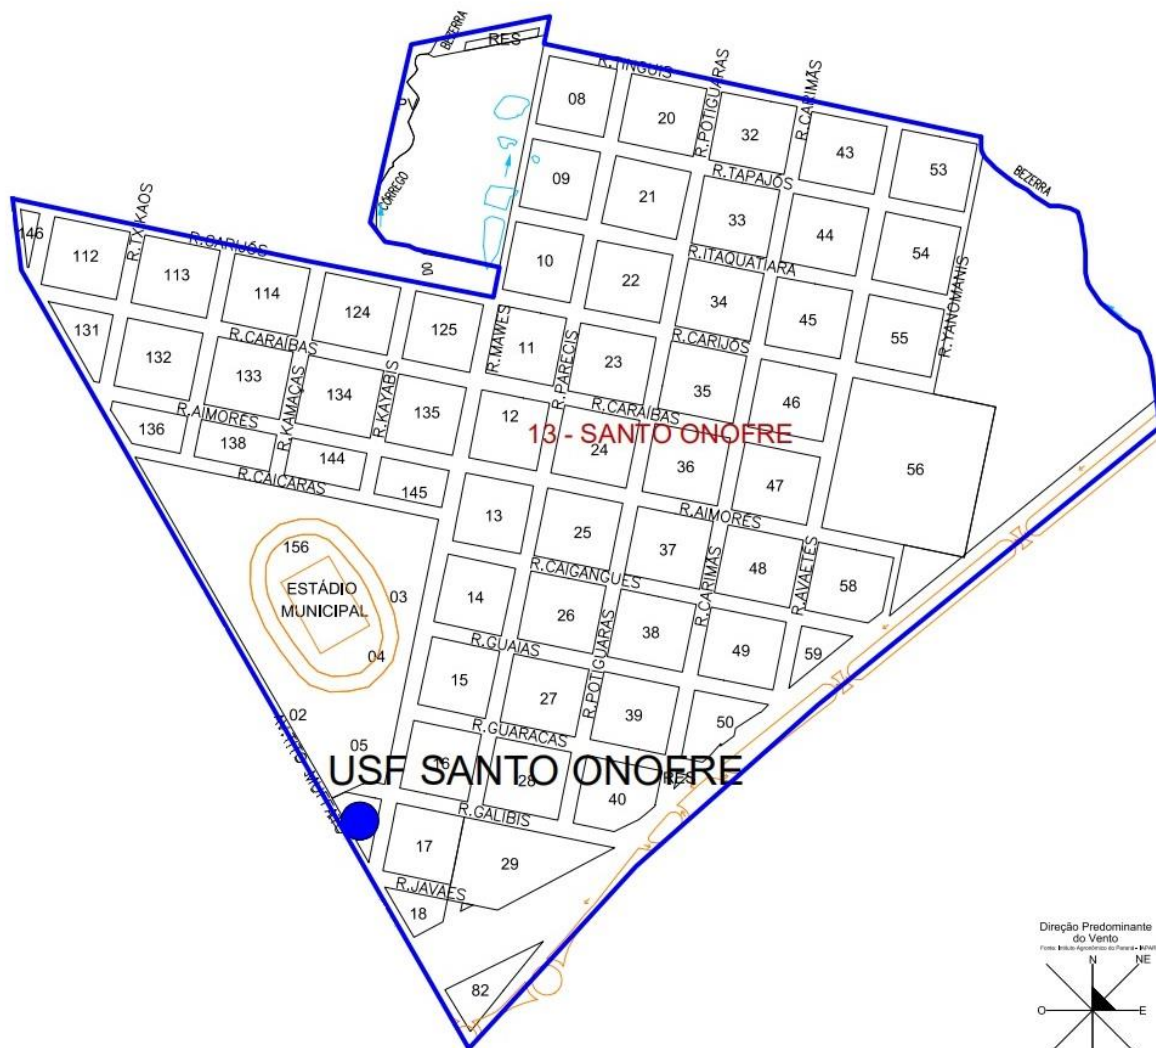 BEZERRA
RES
R.TINGUIS
R.POTIGUARAS
R.CARIMÃS
08
20
32
43
53
BEZERRA
R.TAPAJÓS
09
21
33
44
54
CÓRREGO
R.TXIKAOS
146
112
113
114
124
125
R.CARIJÓS
DO
10
22
R.ITAQUATIARA
34
45
55
R.YANOMANIS
131
132
133
134
135
R.CARAIBAS
R.KAMAÇAS
R.KAYABIS
R.MAWES
11
R.PARECIS
23
R.CARIJÓS
35
46
R.AIMORÉS
136
138
144
145
R.CAICARAS
12
R.CARAIBAS
13 - SANTO ONOFRE
24
36
47
56
13
25
R.AIMORÉS
37
48
R.CARIMAS
R.AVAETÉS
58
156
ESTÁDIO
MUNICIPAL
03
04
14
R.CAIGANGUES
26
38
49
59
R.POTIGUARAS
R.GUAIAS
15
27
39
50
02
05
R.GUARACAS
16
28
40
RES
USF SANTO ONOFRE
R.GALIBIS
17
29
R.JAVAES
18
82
Direção Predominante
do Vento
N
NE
O
E